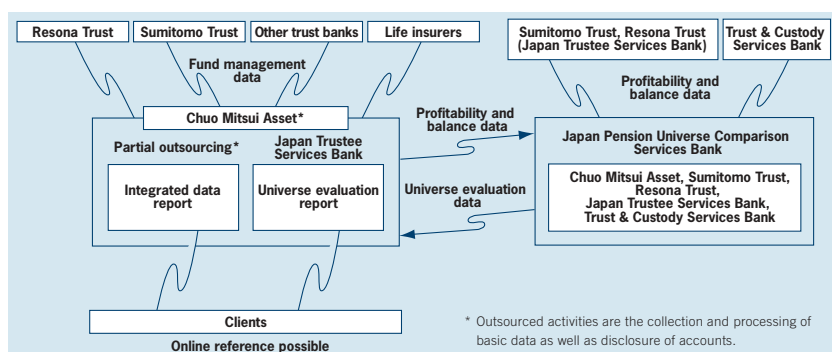 Resona Trust
Sumitomo Trust
Other trust banks
Life insurers
Sumitomo Trust, Resona Trust
(Japan Trustee Services Bank)
Trust & Custody
Services Bank
Fund management
data
Profitability and
balance data
Chuo Mitsui Asset*
Profitability and
balance data
Partial outsourcing*
Japan Trustee
Services Bank
Japan Pension Universe Comparison
Services Bank
Integrated data
report
Universe evaluation
report
Universe evaluation
data
Chuo Mitsui Asset, Sumitomo Trust,
Resona Trust,
Japan Trustee Services Bank,
Trust & Custody Services Bank
Clients
Online reference possible
* Outsourced activities are the collection and processing of
basic data as well as disclosure of accounts.